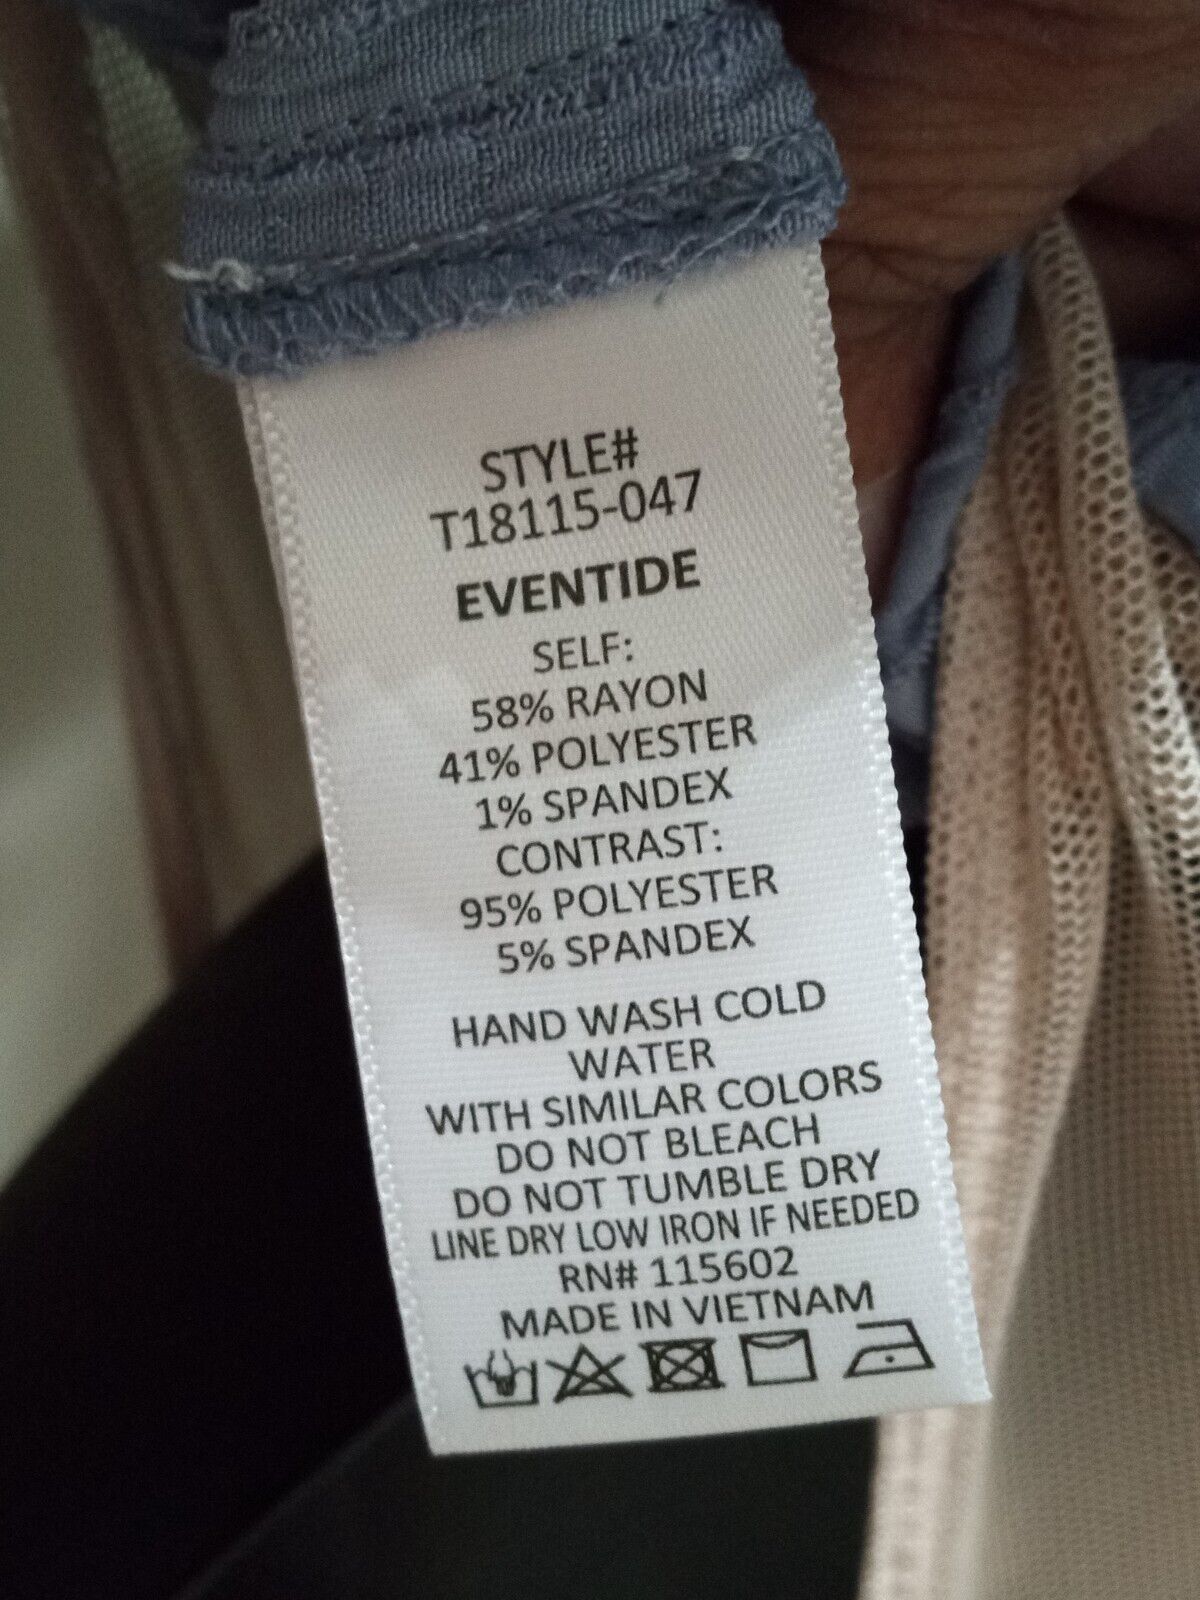 STYLE#
T18115-047
EVENTIDE
SELF:
58% RAYON
41% POLYESTER
1% SPANDEX
CONTRAST:
95% POLYESTER
5% SPANDEX
HAND WASH COLD
WATER
WITH SIMILAR COLORS
DO NOT BLEACH
DO NOT TUMBLE DRY
LINE DRY LOW IRON IF NEEDED
RN# 115602
MADE IN VIETNAM